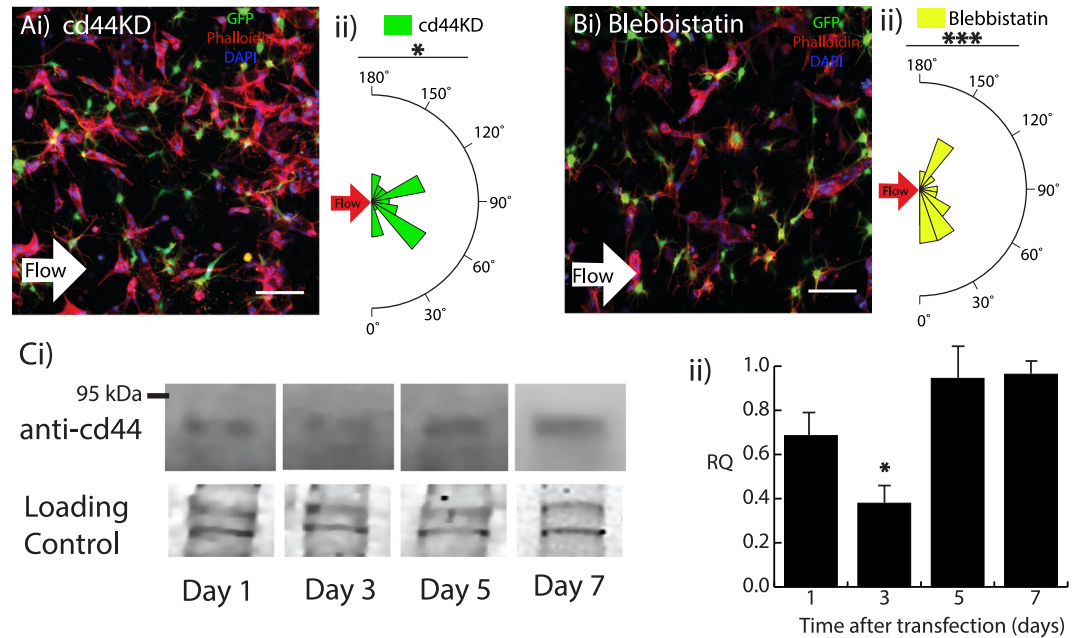 Ai) cd44KD
GFP
Phalloidin
DAPI
Flow
ii) cd44KD
*
180°
150°
120°
90°
60°
30°
0°
Flow
Bi) Blebbistatin
GFP
Phalloidin
DAPI
Flow
ii) Blebbistatin
***
180°
150°
120°
90°
60°
30°
0°
Flow
Ci)
95 kDa
anti-cd44
Loading
Control
Day 1 Day 3 Day 5 Day 7
ii)
RQ
1.0
0.8
0.6
0.4
0.2
0.0
*
1 3 5 7
Time after transfection (days)